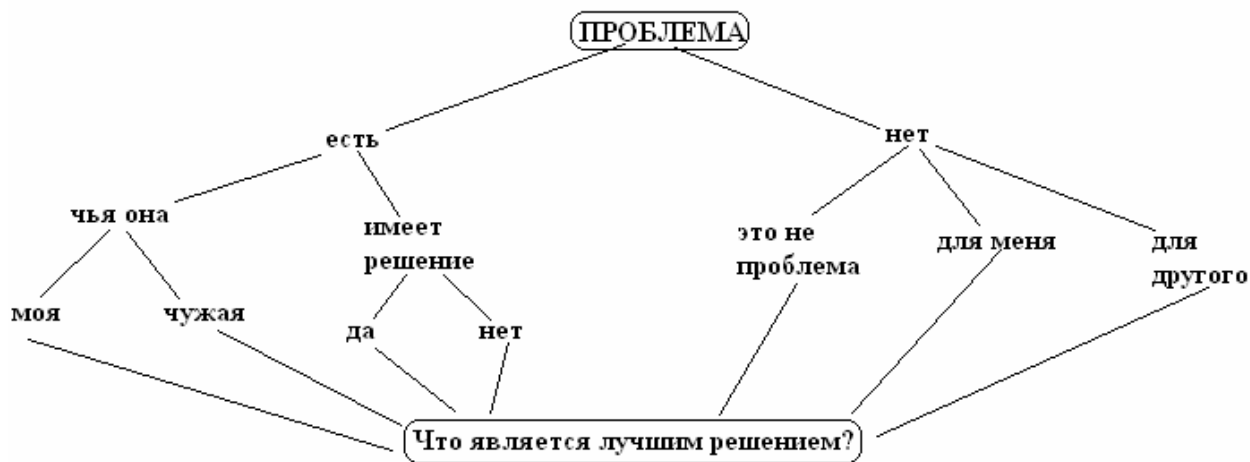 ПРОБЛЕМА
есть
нет
чья она
имеет
решение
это не
проблема
для меня
для
другого
моя
чужая
да
нет
Что является лучшим решением?